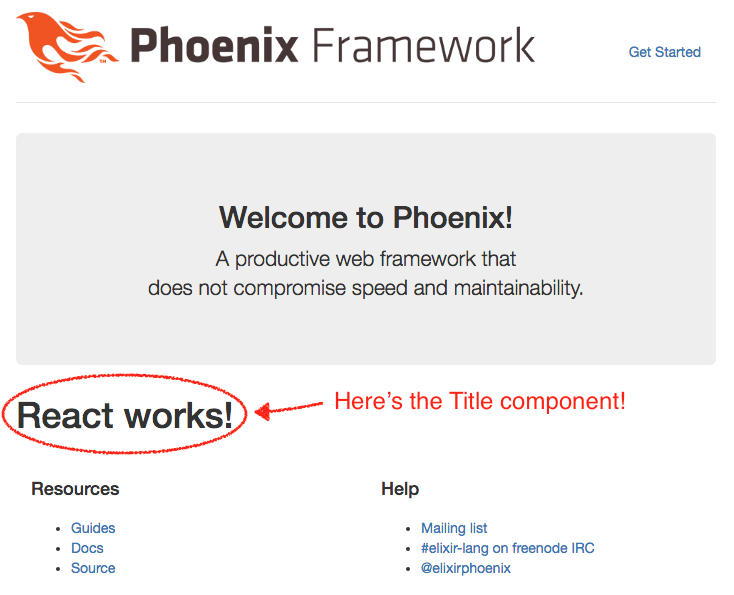 Phoenix Framework
Get Started
Welcome to Phoenix!
A productive web framework that
does not compromise speed and maintainability.
React works!
Here's the Title component!
Resources
Guides
Docs
Source
Help
Mailing list
#elixir-lang on freenode IRC
@elixirphoenix